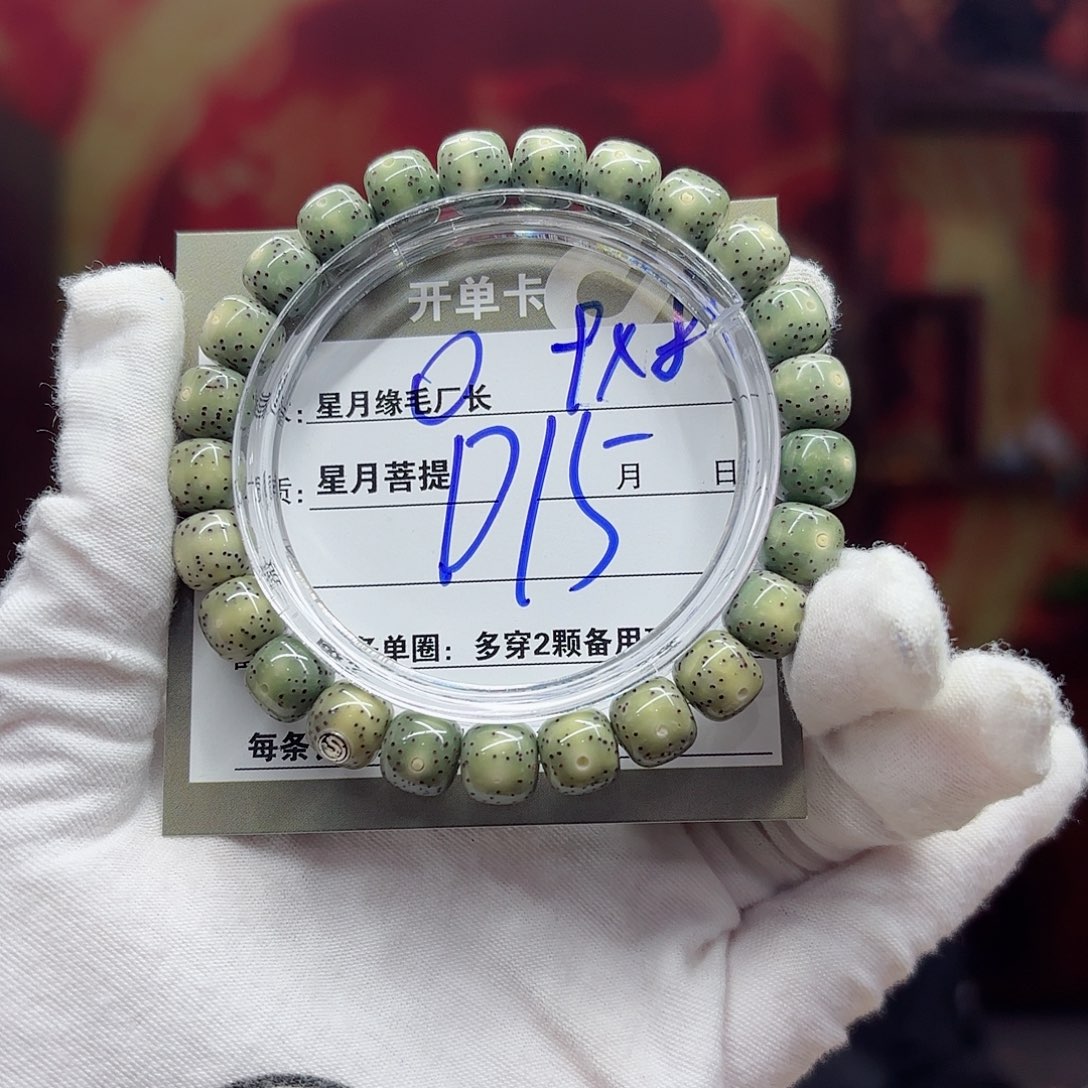 开单卡
9x8
星月缘毛厂长
0
质：星月菩提
D15
月 日
单圈：多穿2颗备用
每条